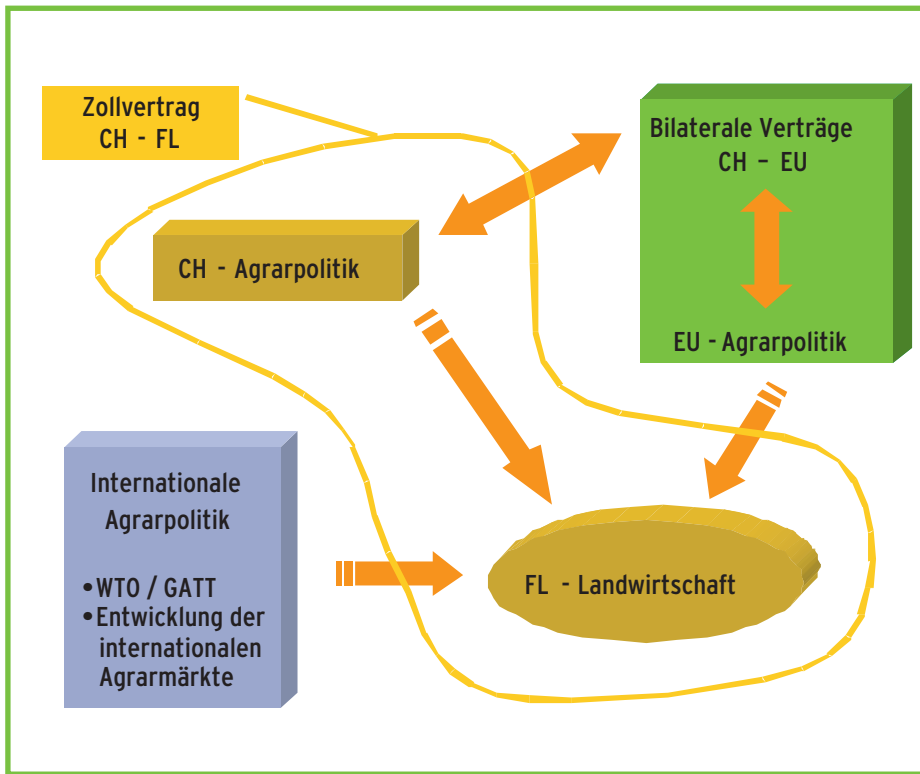 Zollvertrag
CH - FL
Bilaterale Verträge
CH - EU
CH - Agrarpolitik
EU - Agrarpolitik
Internationale
Agrarpolitik
•WTO / GATT
•Entwicklung der
internationalen
Agrarmärkte
FL - Landwirtschaft